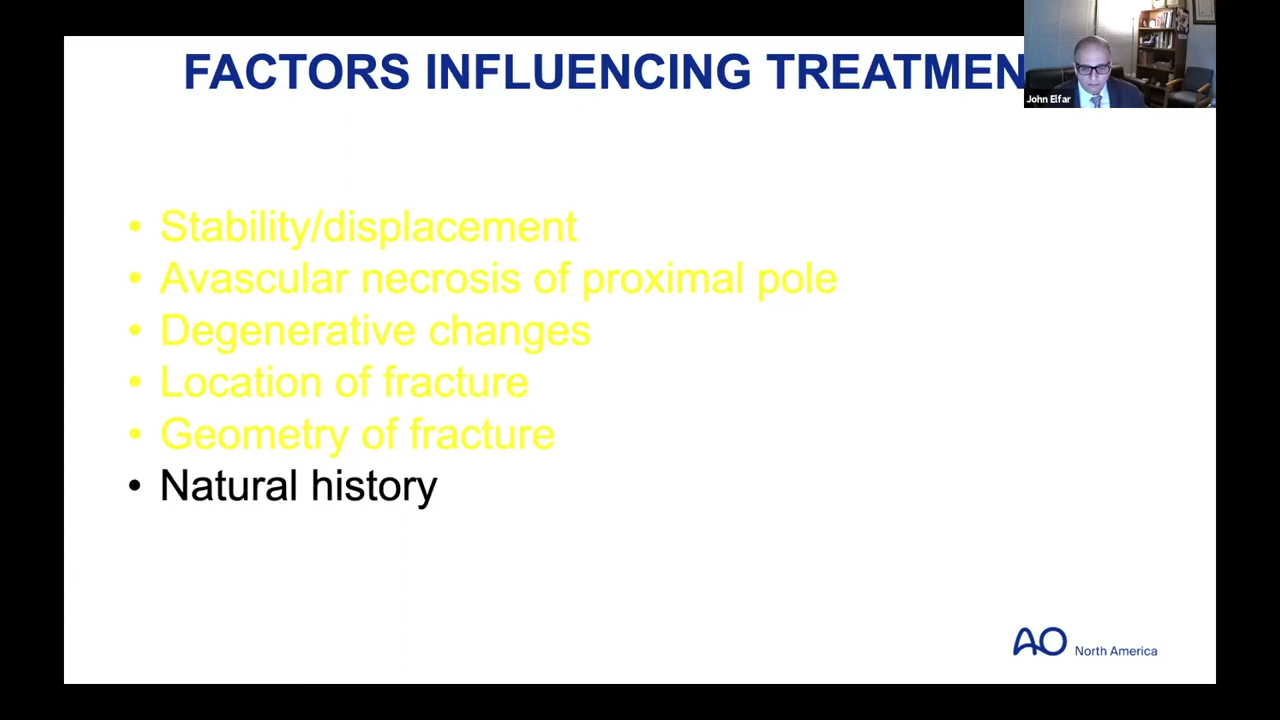 FACTORS INFLUENCING TREATMEN
John Elfar
• Stability/displacement
• Avascular necrosis of proximal pole
• Degenerative changes
• Location of fracture
• Geometry of fracture
• Natural history
AO North America